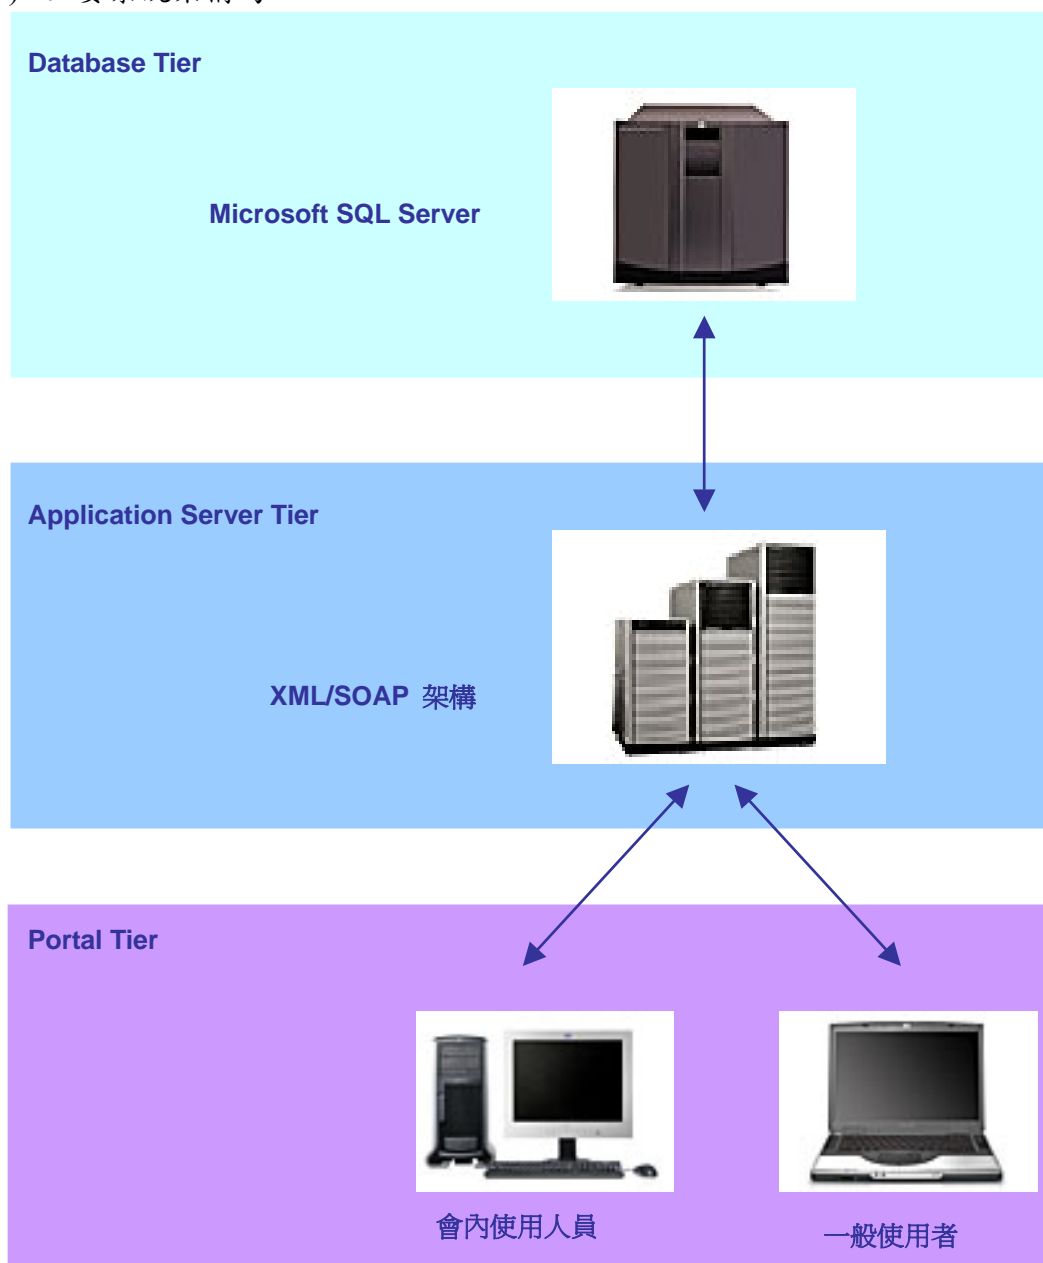 Database Tier
Microsoft SQL Server
Application Server Tier
XML/SOAP 架構
Portal Tier
會內使用人員
一般使用者